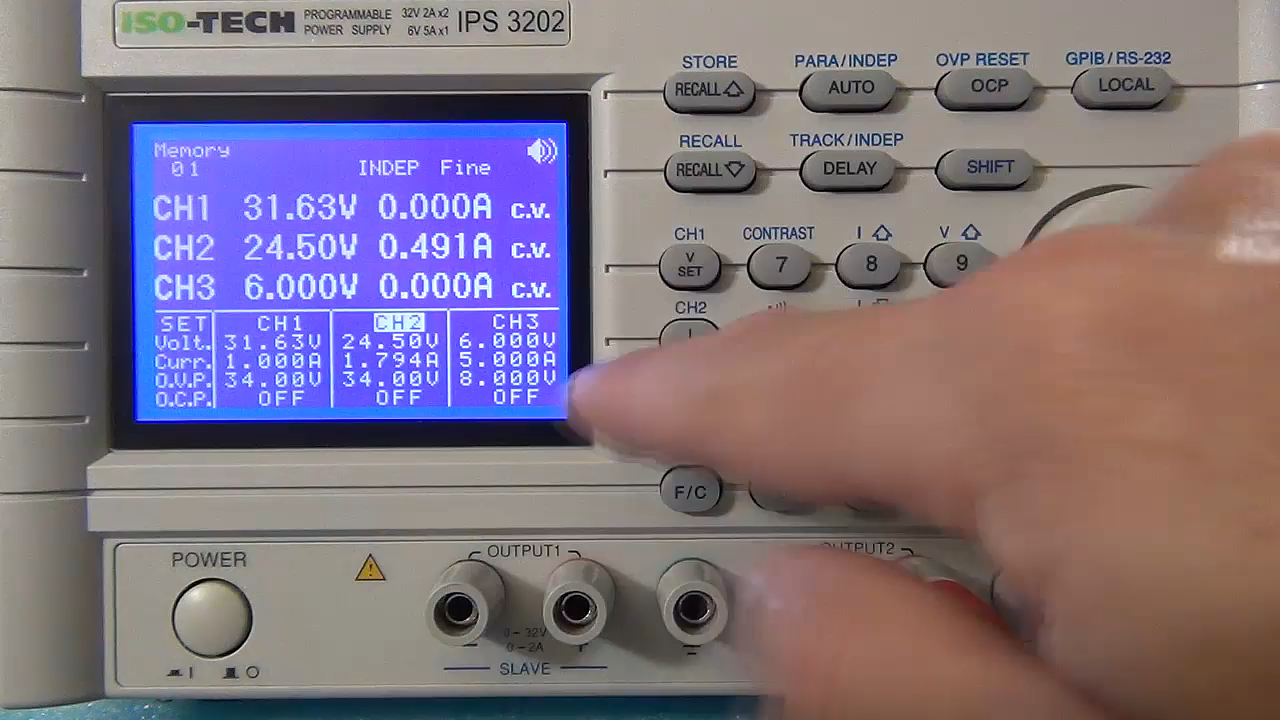 ISO-TECH PROGRAMMABLE POWER SUPPLY 32V 2A x2 6V 5A x1 IPS 3202
Memory
01 INDEP Fine
CH1 31.63V 0.000A C.V.
CH2 24.50V 0.491A C.V.
CH3 6.000V 0.000A C.V.
SET CH1 CH2 CH3
Volt. 31.63V 24.50V 6.000V
Curr. 1.000A 1.794A 5.000A
O.V.P. 34.00V 34.00V 8.000V
O.C.P. OFF OFF OFF
STORE PARA/INDEP OVP RESET GPIB/RS-232
RECALL AUTO OCP LOCAL
RECALL TRACK/INDEP
RECALL DELAY SHIFT
CH1 CONTRAST I V
V SET 7 8 9
CH2
F/C
POWER
OUTPUT1 OUTPUT2
0-32V
0-2A
- +
SLAVE
I O